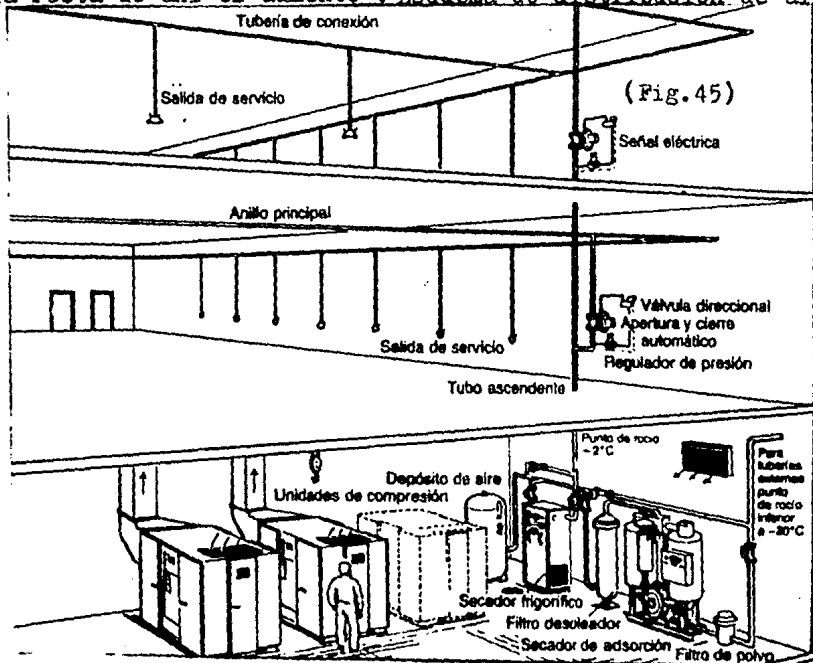 Tubería de conexión
Salida de servicio
(Fig.45)
Señal eléctrica
Anillo principal
Válvula direccional
Apertura y cierre
automático
Salida de servicio
Regulador de presión
Tubo ascendente
Punto de rocío
~2°C
Para
tuberías
externas
punto
de rocío
inferior
a -30°C
Depósito de aire
Unidades de compresión
Secador frigorífico
Filtro desoleador
Secador de adsorción
Filtro de polvo